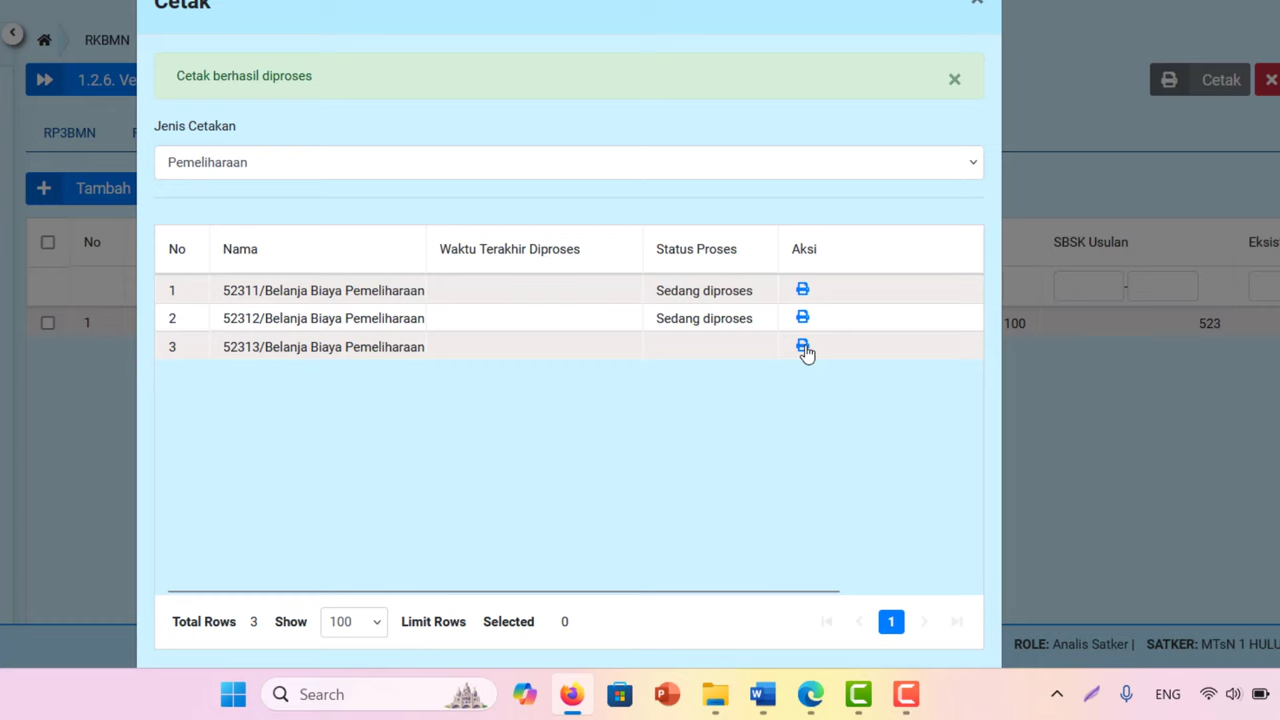 Cetak
RKBMN
1.2.6. Ve
Cetak
Cetak berhasil diproses
Jenis Cetakan
RP3BMN
Pemeliharaan
Tambah
No
SBSK Usulan
Eksis
No Nama Waktu Terakhir Diproses Status Proses Aksi
-
1 52311/Belanja Biaya Pemeliharaan Sedang diproses
2 52312/Belanja Biaya Pemeliharaan Sedang diproses
1 100 523
3 52313/Belanja Biaya Pemeliharaan
Total Rows 3 Show 100 Limit Rows Selected 0 1
ROLE: Analis Satker | SATKER: MTsN 1 HULU
Search
ENG